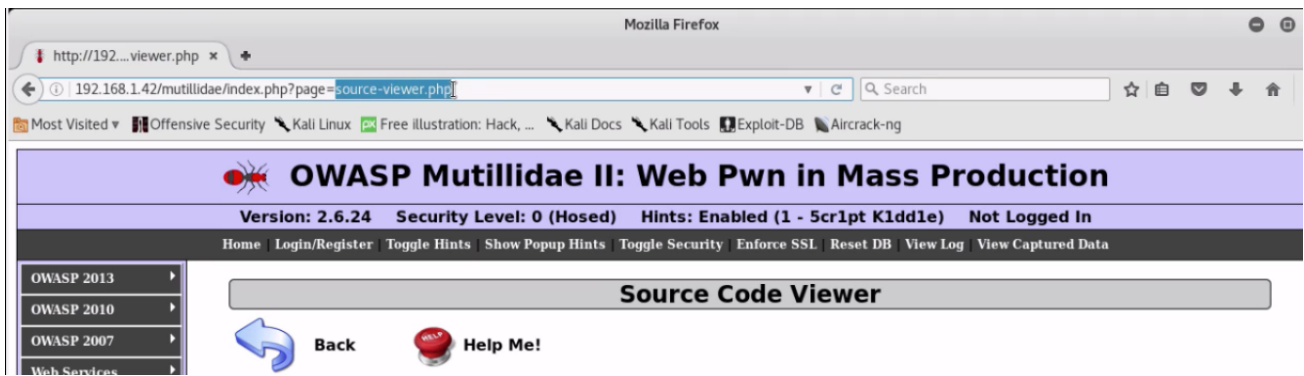 Mozilla Firefox
http://192....viewer.php
192.168.1.42/mutillidae/index.php?page=source-viewer.php
Search
Most Visited
Offensive Security
Kali Linux
Free illustration: Hack, ...
Kali Docs
Kali Tools
Exploit-DB
Aircrack-ng
OWASP Mutillidae II: Web Pwn in Mass Production
Version: 2.6.24 Security Level: 0 (Hosed) Hints: Enabled (1 - 5cr1pt K1dd1e) Not Logged In
Home | Login/Register | Toggle Hints | Show Popup Hints | Toggle Security | Enforce SSL | Reset DB | View Log | View Captured Data
OWASP 2013
OWASP 2010
OWASP 2007
Web Services
Source Code Viewer
Back
HELP
Help Me!